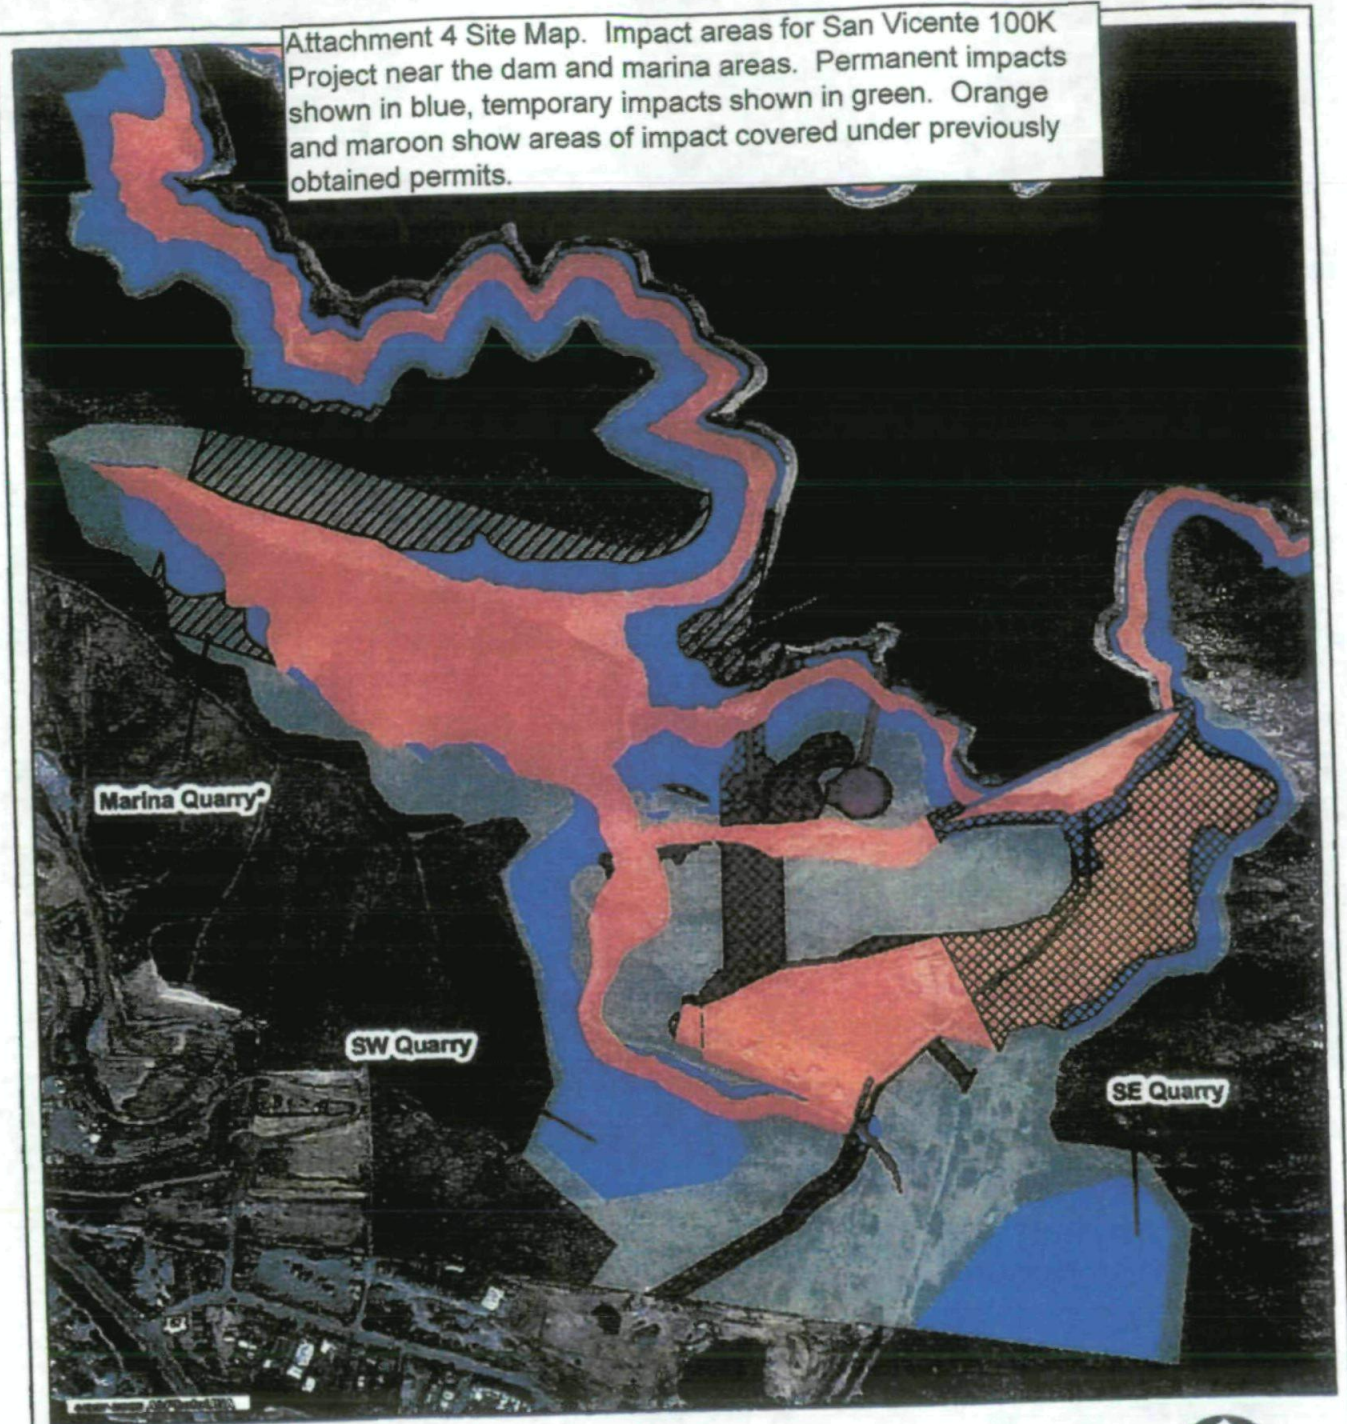 Attachment 4 Site Map. Impact areas for San Vicente 100K
Project near the dam and marina areas. Permanent impacts
shown in blue, temporary impacts shown in green. Orange
and maroon show areas of impact covered under previously
obtained permits.
Marina Quarry*
SW Quarry
SE Quarry